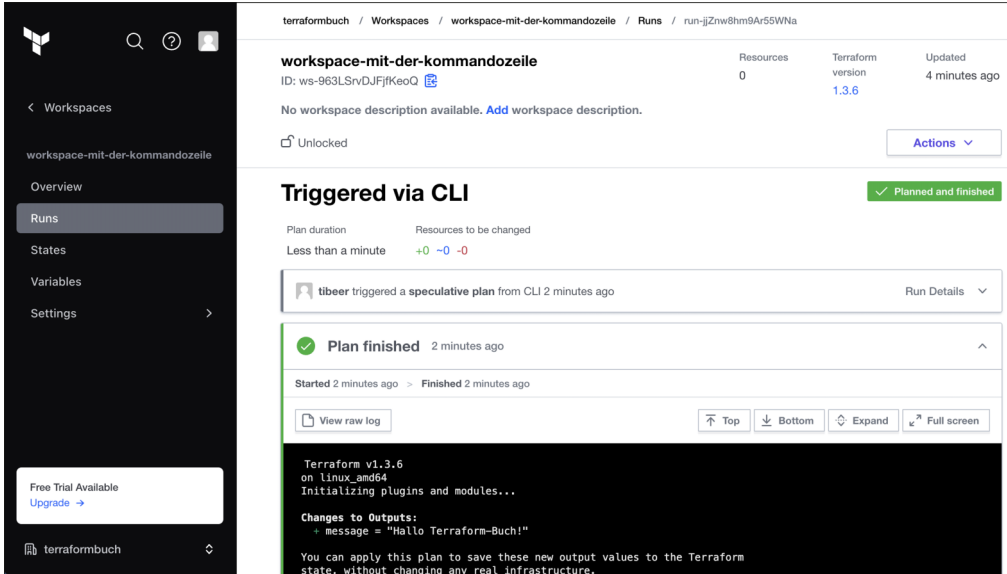 terraformbuch / Workspaces / workspace-mit-der-kommandozeile / Runs / run-jjZnw8hm9Ar55WNa
Workspaces
workspace-mit-der-kommandozeile
Overview
Runs
States
Variables
Settings
Free Trial Available
Upgrade
terraformbuch
workspace-mit-der-kommandozeile
ID: ws-963LSrvDJFjfKeoQ
Resources
0
Terraform
version
1.3.6
Updated
4 minutes ago
No workspace description available. Add workspace description.
Unlocked
Actions
Triggered via CLI
Planned and finished
Plan duration
Less than a minute
Resources to be changed
+0 ~0 -0
tibeer triggered a speculative plan from CLI 2 minutes ago
Run Details
Plan finished 2 minutes ago
Started 2 minutes ago > Finished 2 minutes ago
View raw log
Top
Bottom
Expand
Full screen
Terraform v1.3.6
on linux_amd64
Initializing plugins and modules...
Changes to Outputs:
+ message = "Hallo Terraform-Buch!"
You can apply this plan to save these new output values to the Terraform
state, without changing any real infrastructure.